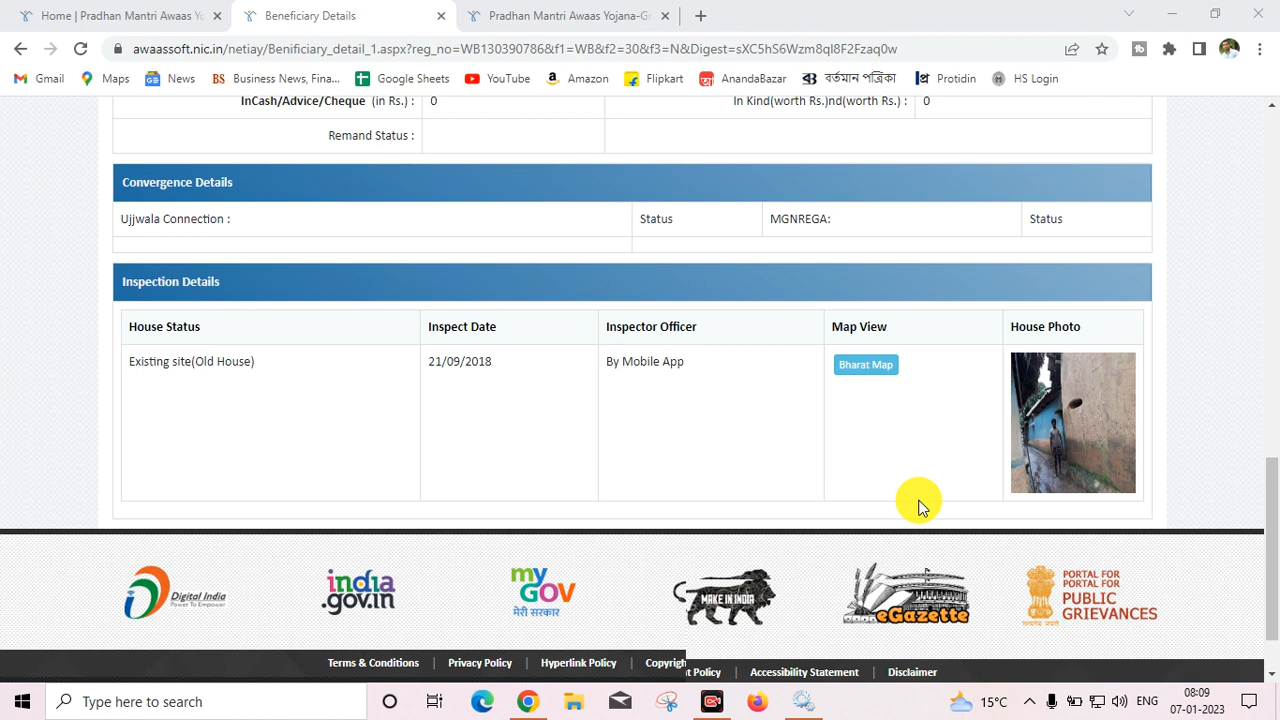 Home | Pradhan Mantri Awaas Yo
Beneficiary Details
Pradhan Mantri Awaas Yojana-Gr
awaassoft.nic.in/netiay/Benificiary_detail_1.aspx?reg_no=WB130390786&f1=WB&f2=30&f3=N&Digest=sXC5hS6Wzm8ql8F2Fzaq0w
Gmail
Maps
News
BS Business News, Fina...
Google Sheets
YouTube
Amazon
Flipkart
AnandaBazar
বর্তমান পত্রিকা
Protidin
HS Login
InCash/Advice/Cheque (in Rs.) : 0 In Kind(worth Rs.)nd(worth Rs.) : 0
Remand Status :
Convergence Details
Ujjwala Connection : Status MGNREGA: Status
Inspection Details
House Status Inspect Date Inspector Officer Map View House Photo
Existing site(Old House) 21/09/2018 By Mobile App Bharat Map
Digital India
Power To Empower
india.gov.in
my GOV
मेरी सरकार
MAKE IN INDIA
eGazette
PORTAL FOR
PUBLIC
GRIEVANCES
Terms & Conditions | Privacy Policy | Hyperlink Policy | Copyrigh
t Policy | Accessibility Statement | Disclaimer
Type here to search
15°C
ENG
08:09
07-01-2023